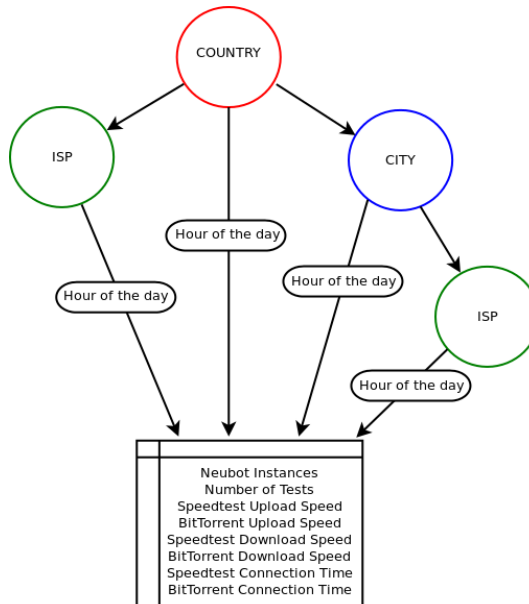 COUNTRY
ISP
CITY
Hour of the day
Hour of the day
Hour of the day
ISP
Hour of the day
Neubot Instances
Number of Tests
Speedtest Upload Speed
BitTorrent Upload Speed
Speedtest Download Speed
BitTorrent Download Speed
Speedtest Connection Time
BitTorrent Connection Time